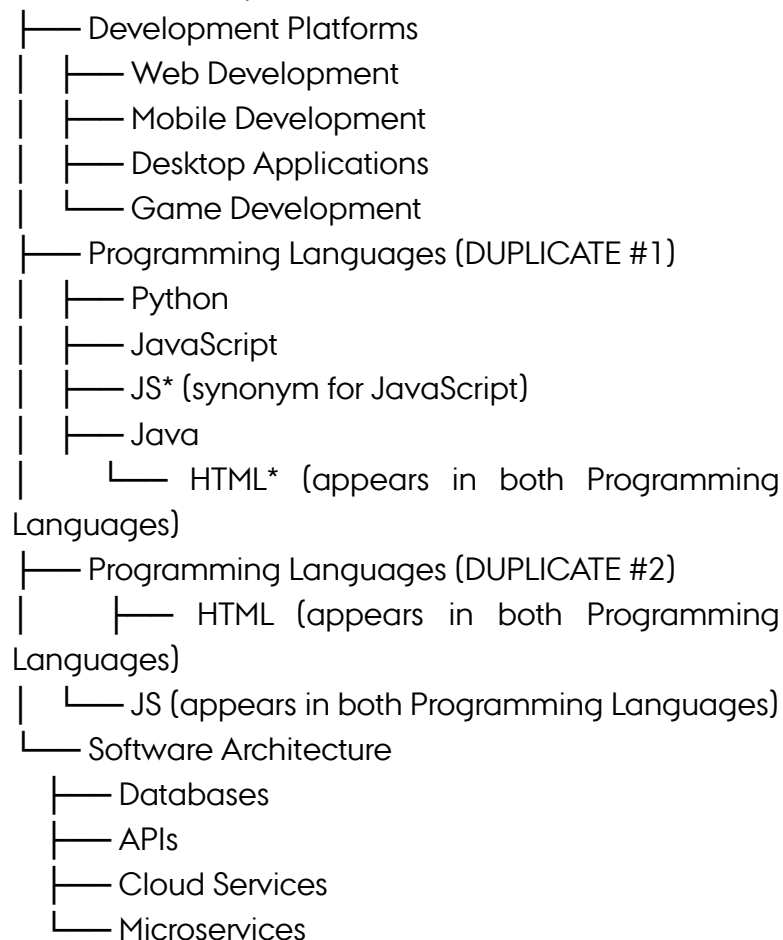 ├── Development Platforms
│ ├── Web Development
│ ├── Mobile Development
│ ├── Desktop Applications
│ └── Game Development
├── Programming Languages (DUPLICATE #1)
│ ├── Python
│ ├── JavaScript
│ ├── JS* (synonym for JavaScript)
│ ├── Java
│ └── HTML* (appears in both Programming
Languages)
├── Programming Languages (DUPLICATE #2)
│ ├── HTML (appears in both Programming
Languages)
│ └── JS (appears in both Programming Languages)
└── Software Architecture
├── Databases
├── APIs
├── Cloud Services
└── Microservices